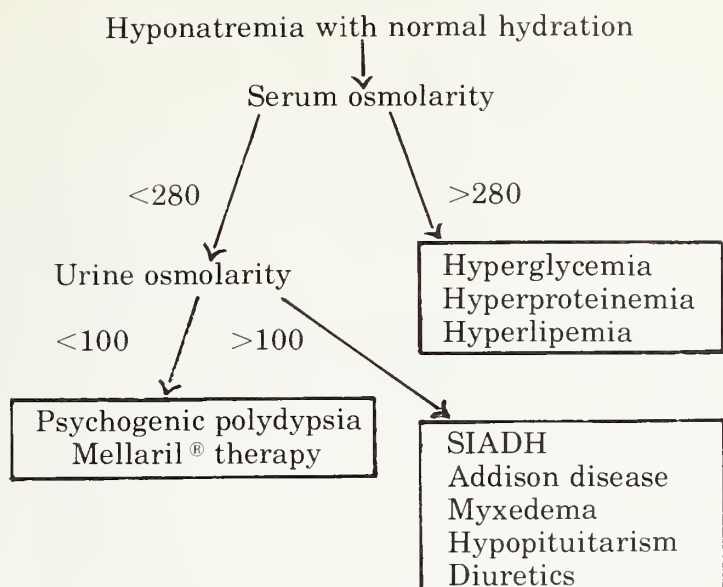 Hyponatremia with normal hydration
Serum osmolarity
<280
>280
Urine osmolarity
Hyperglycemia
Hyperproteinemia
Hyperlipemia
<100 >100
Psychogenic polydypsia
Mellaril® therapy
SIADH
Addison disease
Myxedema
Hypopituitarism
Diuretics